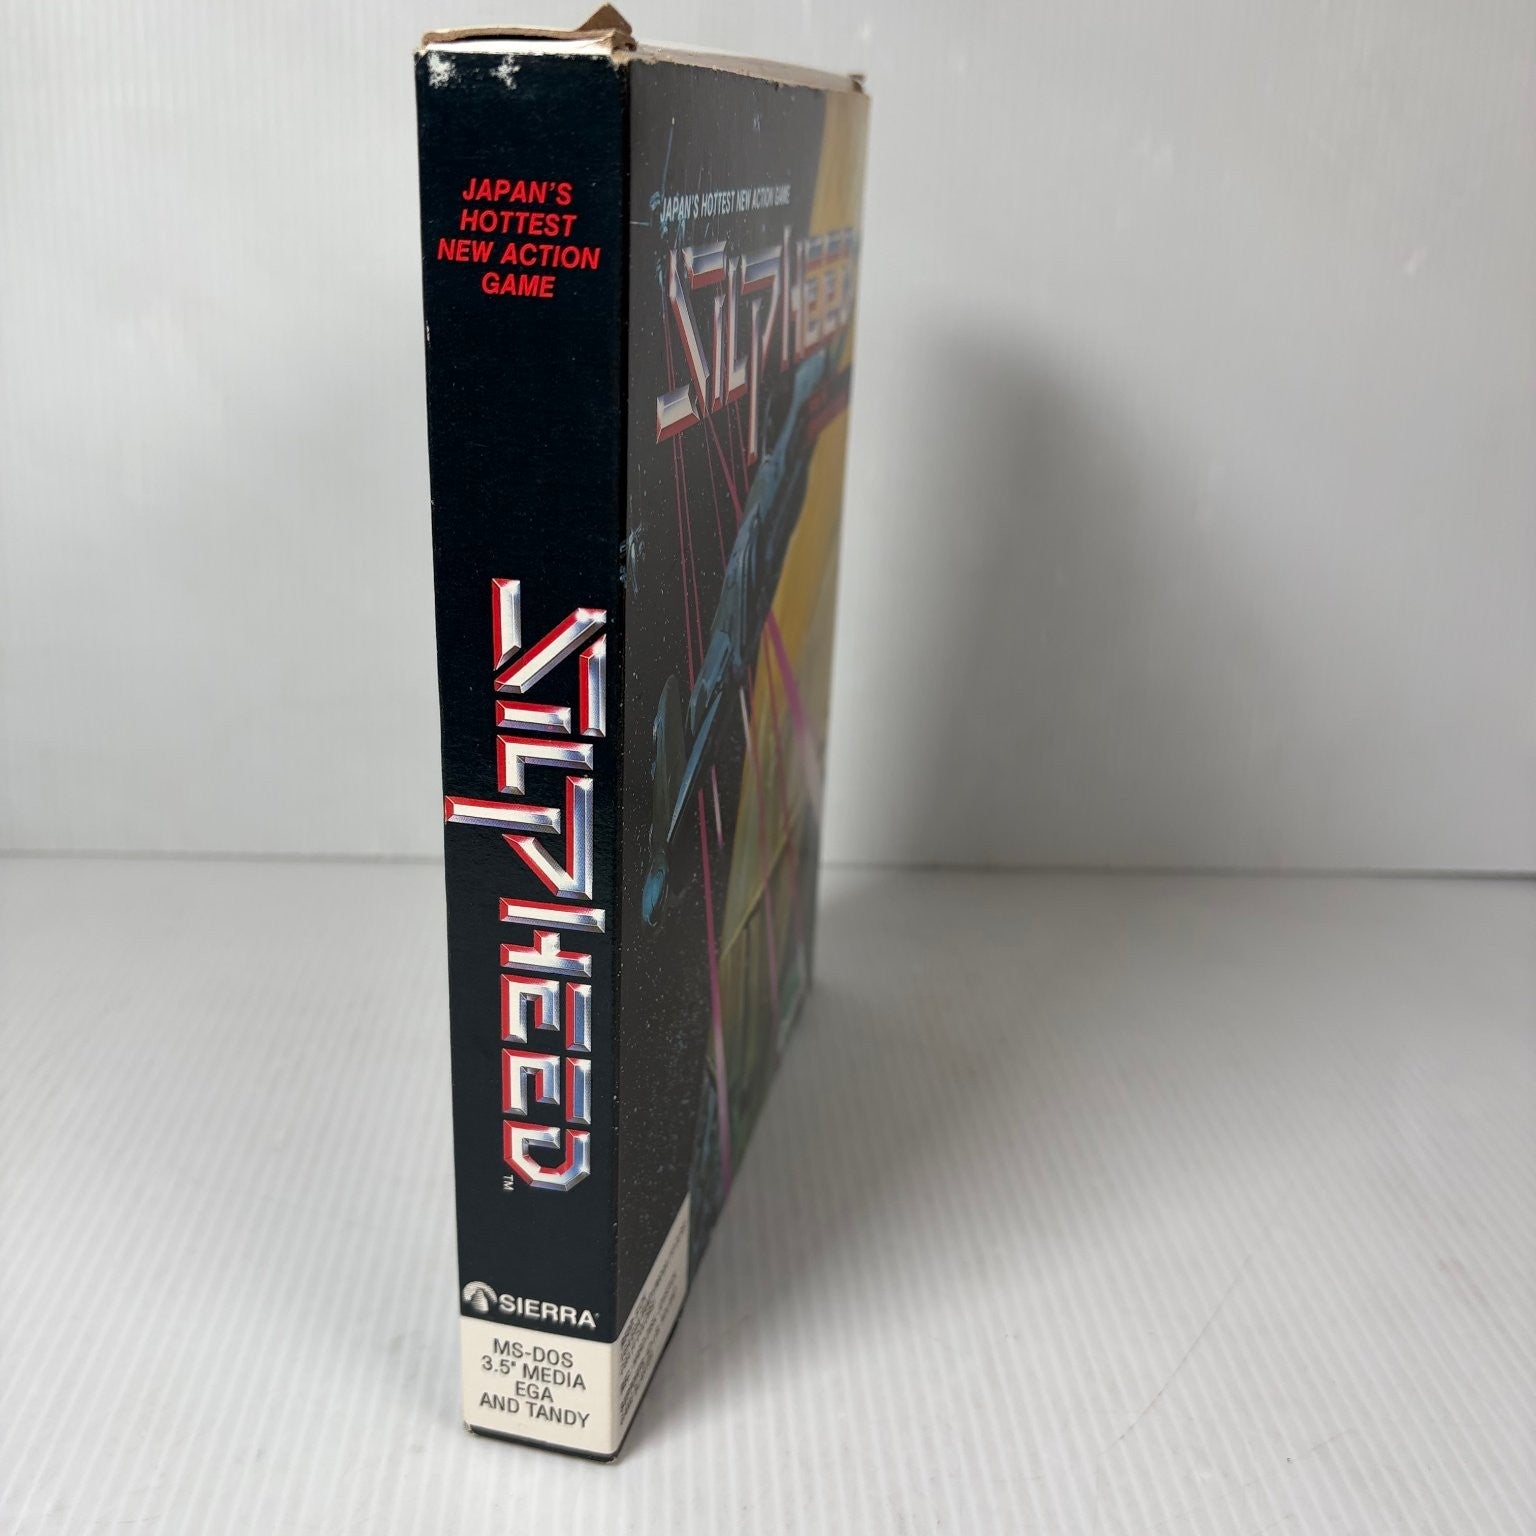 JAPAN'S
HOTTEST
NEW ACTION
GAME
SILPHEED™
SIERRA®
MS-DOS
3.5" MEDIA
EGA
AND TANDY
JAPAN'S HOTTEST NEW ACTION GAME
SILPHEED